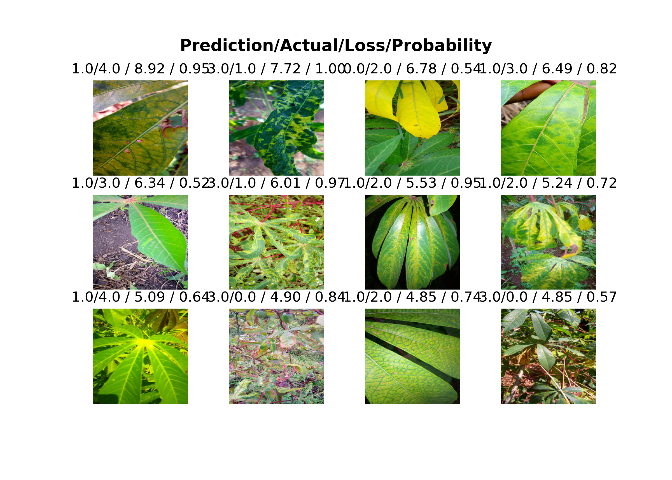 Prediction/Actual/Loss/Probability
1.0/4.0 / 8.92 / 0.95 3.0/1.0 / 7.72 / 1.00 0.0/2.0 / 6.78 / 0.54 1.0/3.0 / 6.49 / 0.82
1.0/3.0 / 6.34 / 0.52 3.0/1.0 / 6.01 / 0.97 1.0/2.0 / 5.53 / 0.95 1.0/2.0 / 5.24 / 0.72
1.0/4.0 / 5.09 / 0.64 3.0/0.0 / 4.90 / 0.84 1.0/2.0 / 4.85 / 0.74 3.0/0.0 / 4.85 / 0.57